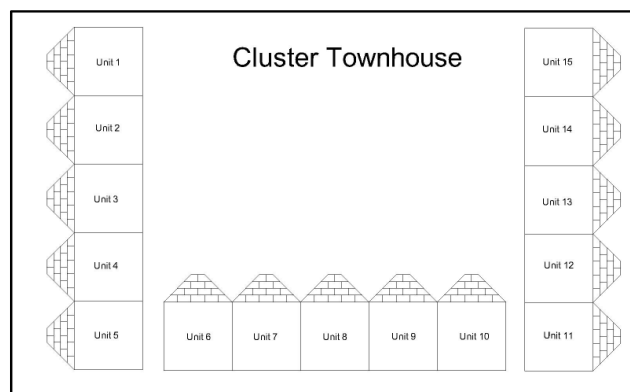 Cluster Townhouse
Unit 1
Unit 2
Unit 3
Unit 4
Unit 5
Unit 6
Unit 7
Unit 8
Unit 9
Unit 10
Unit 11
Unit 12
Unit 13
Unit 14
Unit 15